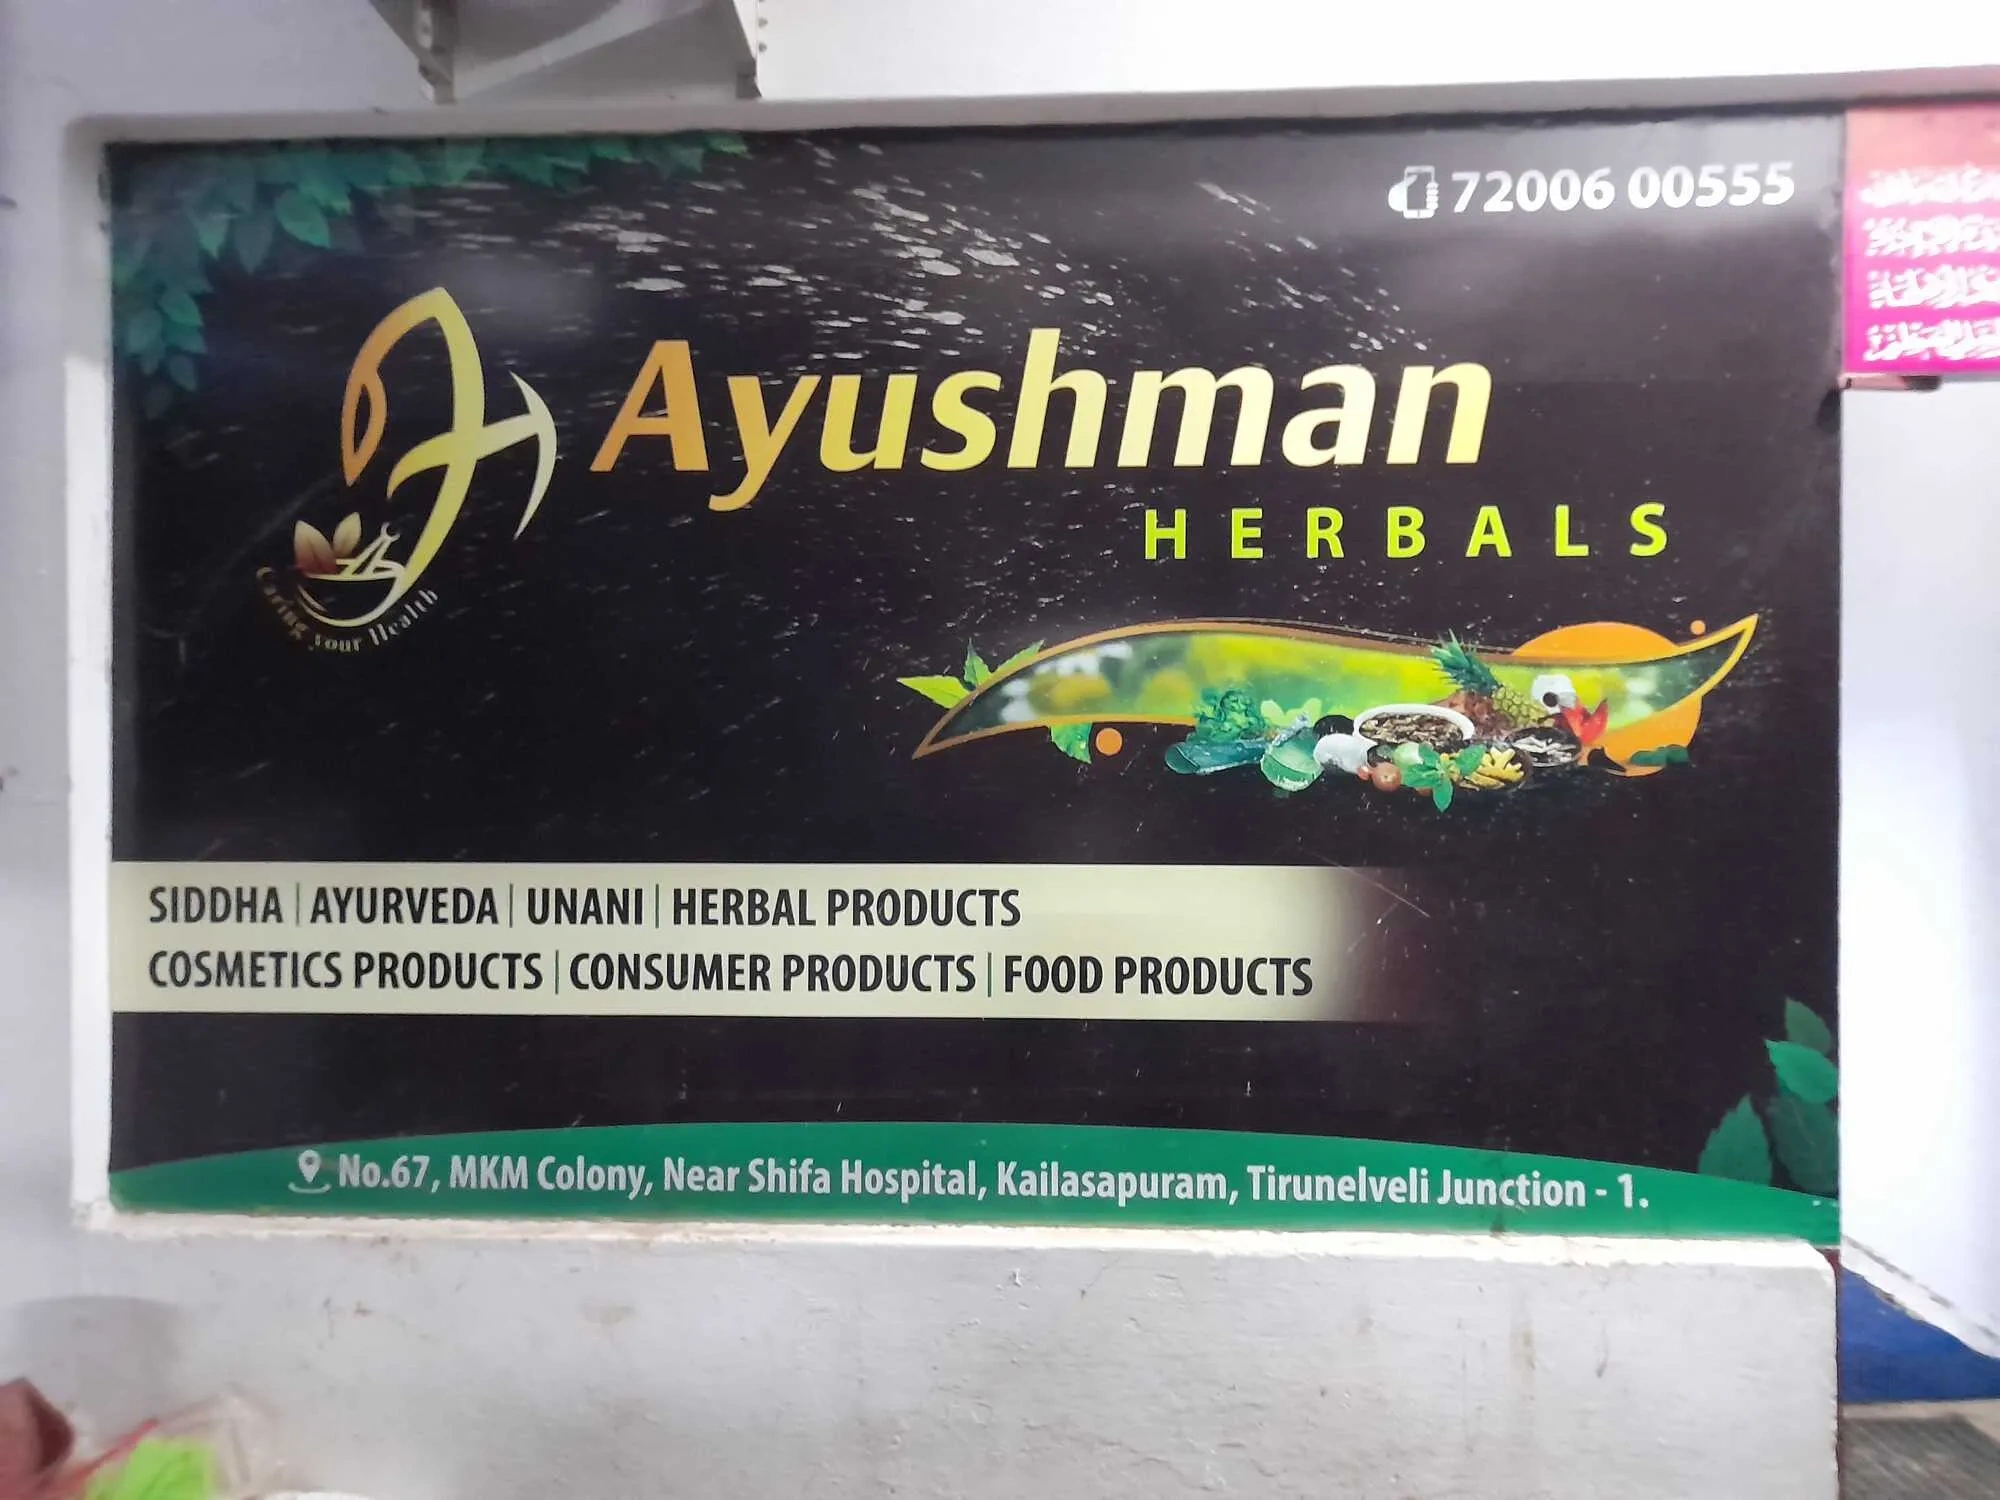 72006 00555
Ayushman
HERBALS
Caring your Health
SIDDHA | AYURVEDA | UNANI | HERBAL PRODUCTS
COSMETICS PRODUCTS | CONSUMER PRODUCTS | FOOD PRODUCTS
No.67, MKM Colony, Near Shifa Hospital, Kailasapuram, Tirunelveli Junction - 1.